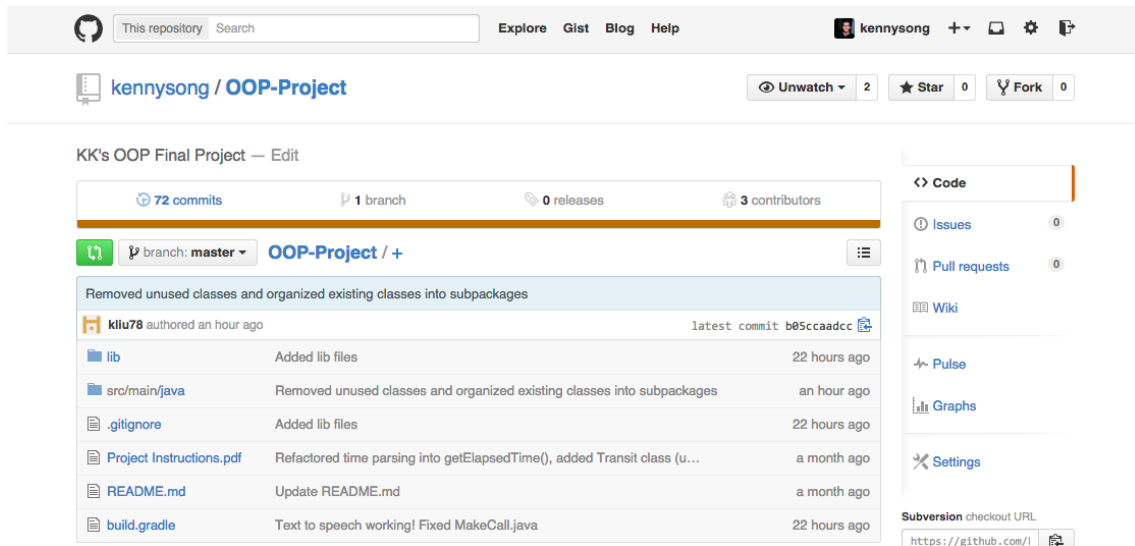 This repository Search Explore Gist Blog Help kennysong
kennysong / OOP-Project Unwatch 2 Star 0 Fork 0
KK's OOP Final Project — Edit
72 commits 1 branch 0 releases 3 contributors
branch: master OOP-Project / +
Removed unused classes and organized existing classes into subpackages
kliu78 authored an hour ago latest commit b05ccaadcc
lib Added lib files 22 hours ago
src/main/java Removed unused classes and organized existing classes into subpackages an hour ago
.gitignore Added lib files 22 hours ago
Project Instructions.pdf Refactored time parsing into getElapsedTime(), added Transit class (u… a month ago
README.md Update README.md a month ago
build.gradle Text to speech working! Fixed MakeCall.java 22 hours ago
Code
Issues 0
Pull requests 0
Wiki
Pulse
Graphs
Settings
Subversion checkout URL
https://github.com/